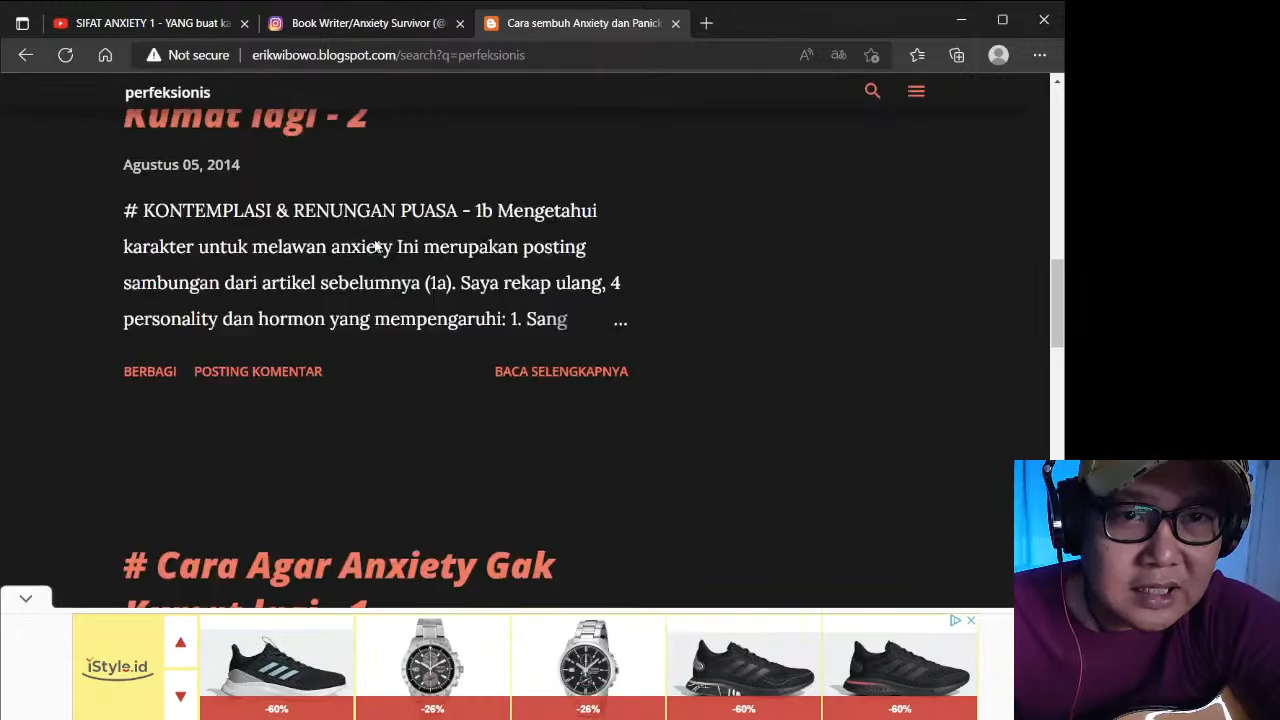 SIFAT ANXIETY 1 - YANG buat ka
Book Writer/Anxiety Survivor (@
Cara sembuh Anxiety dan Panick
Not secure
erikwibowo.blogspot.com/search?q=perfeksionis
perfeksionis
Kumat lagi - 2
Agustus 05, 2014
# KONTEMPLASI & RENUNGAN PUASA - 1b Mengetahui
karakter untuk melawan anxiety Ini merupakan posting
sambungan dari artikel sebelumnya (1a). Saya rekap ulang, 4
personality dan hormon yang mempengaruhi: 1. Sang ...
BERBAGI POSTING KOMENTAR BACA SELENGKAPNYA
# Cara Agar Anxiety Gak
Kumat lagi - 1
iStyle.id
-60% -26% -26% -60% -60%